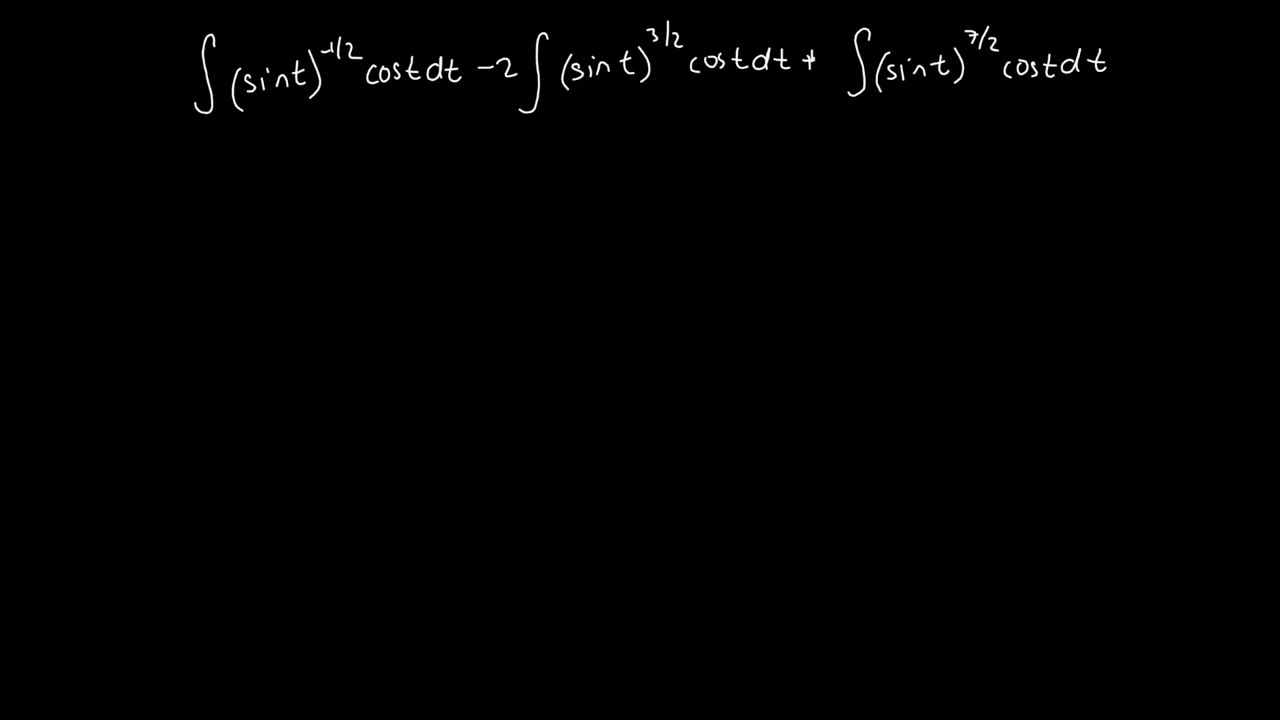 ∫(sin t)^{-1/2} cos t dt - 2∫(sin t)^{3/2} cos t dt + ∫(sin t)^{7/2} cos t dt